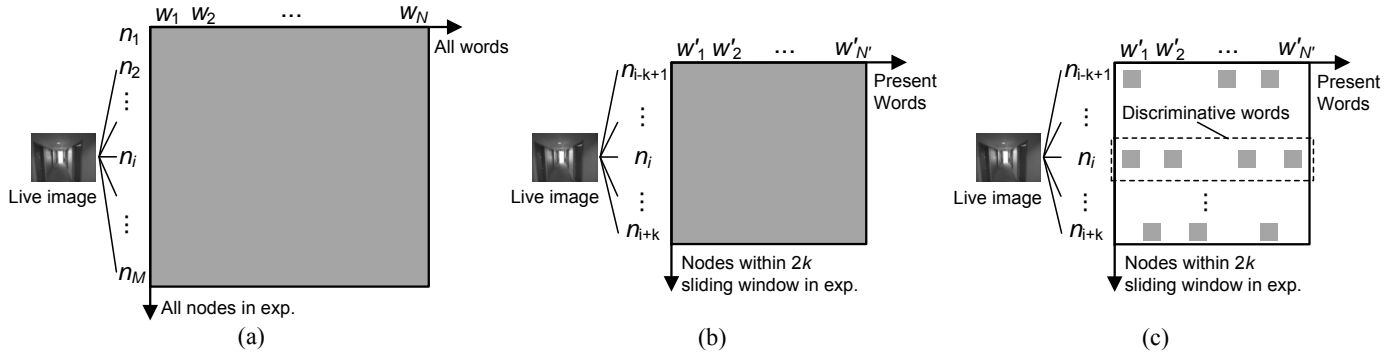 w1 w2 ... wN
All words
n1
n2
⋮
ni
⋮
nM
Live image
All nodes in exp.
(a)
w'1 w'2 ... w'N'
Present
Words
ni-k+1
⋮
ni
⋮
ni+k
Live image
Nodes within 2k
sliding window in exp.
(b)
w'1 w'2 ... w'N'
Present
Words
ni-k+1
⋮
Discriminative words
ni
⋮
⋮
ni+k
Live image
Nodes within 2k
sliding window in exp.
(c)